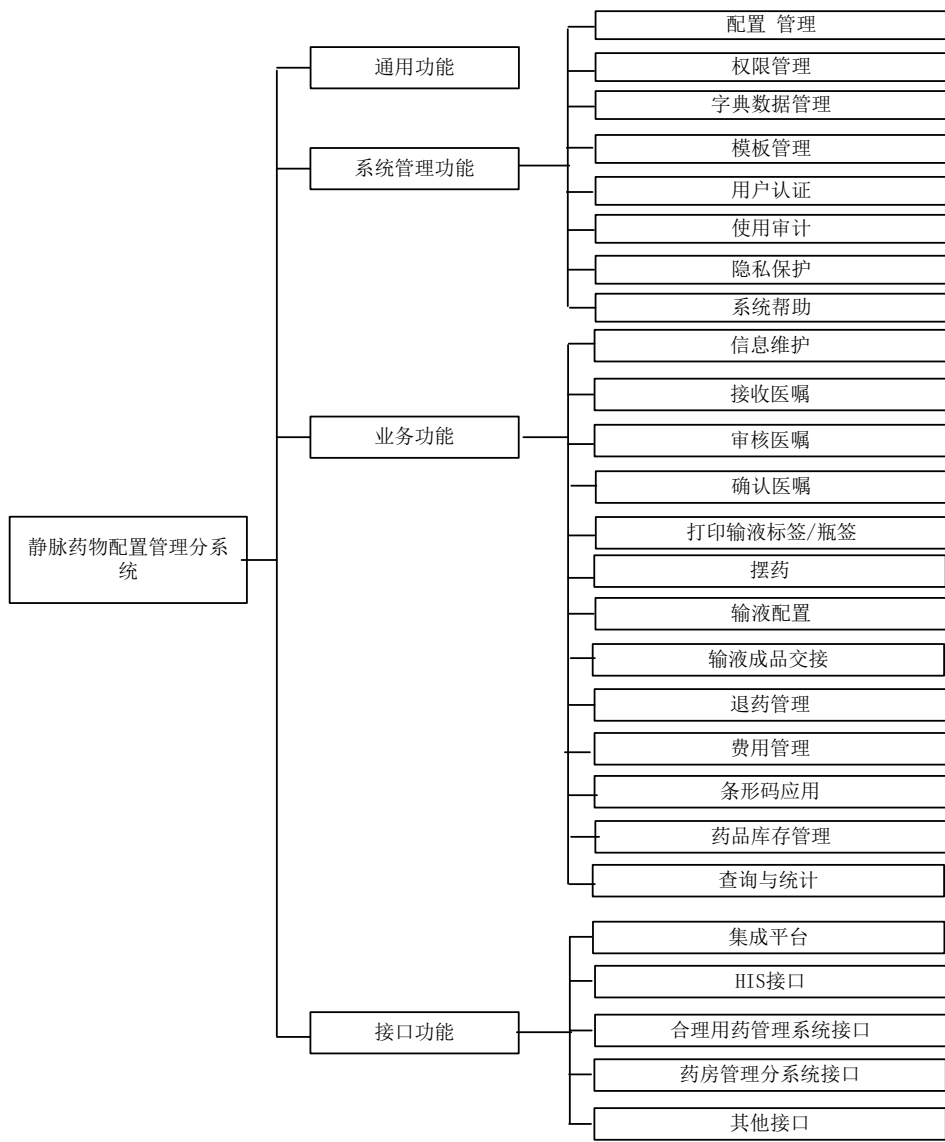 静脉药物配置管理分系
统
通用功能
系统管理功能
配置 管理
权限管理
字典数据管理
模板管理
用户认证
使用审计
隐私保护
系统帮助
业务功能
信息维护
接收医嘱
审核医嘱
确认医嘱
打印输液标签/瓶签
摆药
输液配置
输液成品交接
退药管理
费用管理
条形码应用
药品库存管理
查询与统计
接口功能
集成平台
HIS接口
合理用药管理系统接口
药房管理分系统接口
其他接口